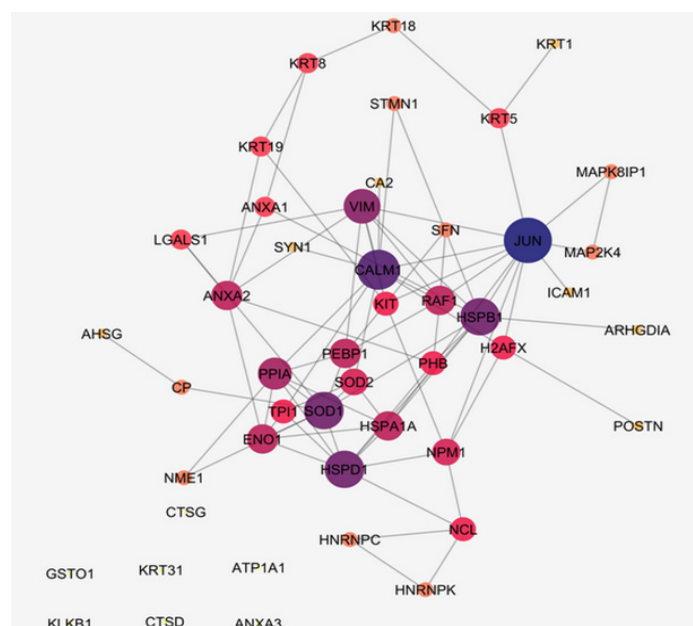 KRT18
KRT1
KRT8
STMN1
KRT5
KRT19
MAPK8IP1
CA2
ANXA1
VIM
SFN
LGALS1
JUN
SYN1
MAP2K4
CALM1
ICAM1
ANXA2
KIT
RAF1
HSPB1
AHSG
ARHGDIA
H2AFX
PEBP1
PHB
PPIA
SOD2
CP
TPI1
SOD1
POSTN
HSPA1A
ENO1
NPM1
HSPD1
NME1
CTSG
NCL
HNRNPC
GSTO1
KRT31
ATP1A1
HNRNPK
KLKB1
CTSD
ANXA3